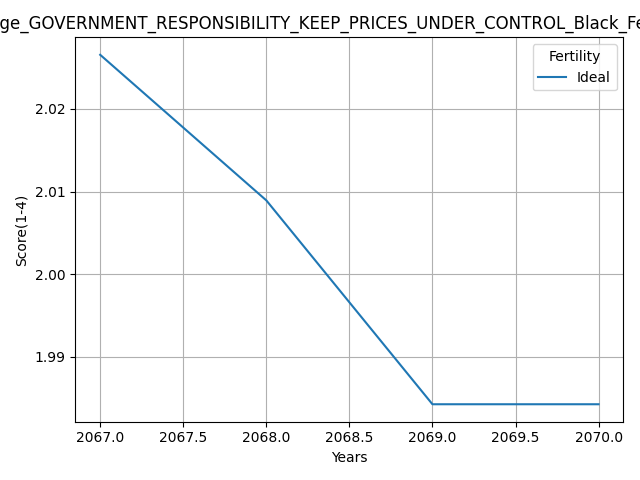 ge_GOVERNMENT_RESPONSIBILITY_KEEP_PRICES_UNDER_CONTROL_Black_Fe
Fertility
Ideal
2.02
2.01
2.00
1.99
Score(1-4)
2067.0 2067.5 2068.0 2068.5 2069.0 2069.5 2070.0
Years